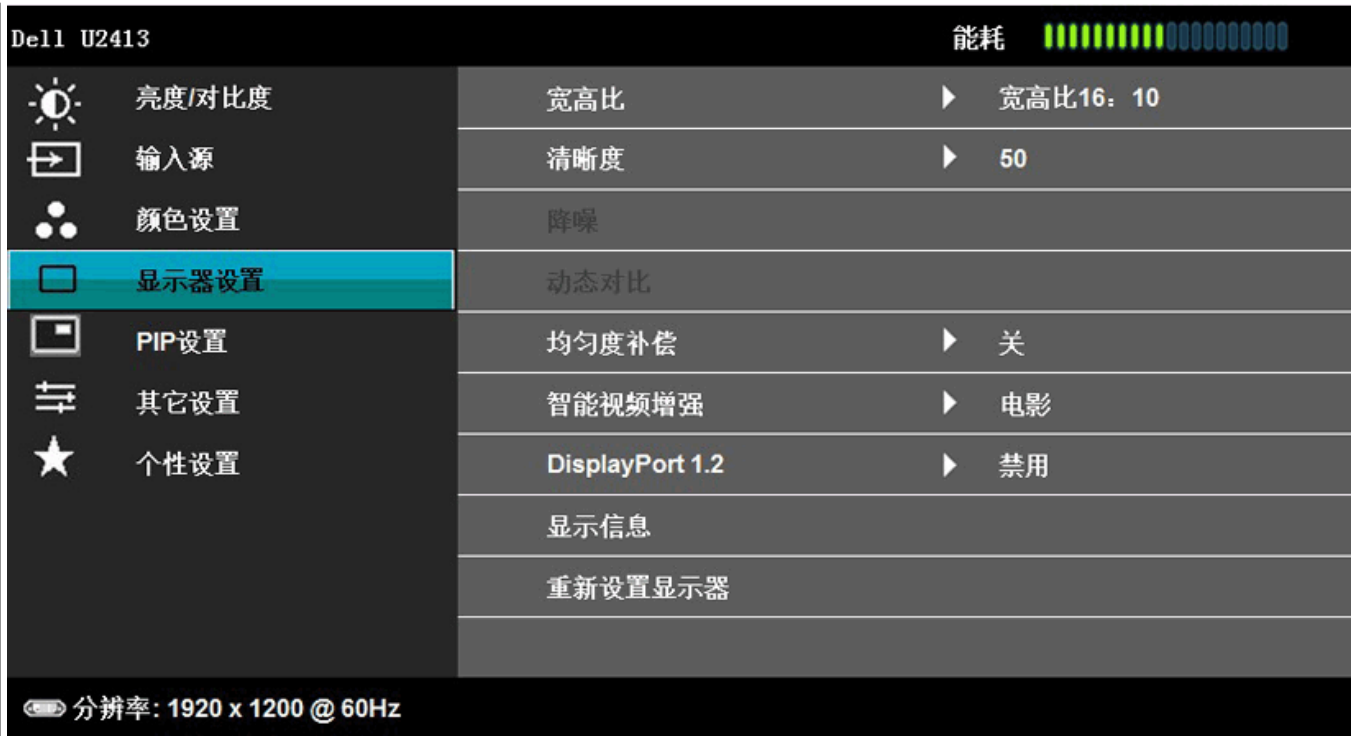 Dell U2413 能耗
亮度/对比度 宽高比 宽高比16：10
输入源 清晰度 50
颜色设置 降噪
显示器设置 动态对比
PIP设置 均匀度补偿 关
其它设置 智能视频增强 电影
个性设置 DisplayPort 1.2 禁用
显示信息
重新设置显示器
分辨率: 1920 x 1200 @ 60Hz